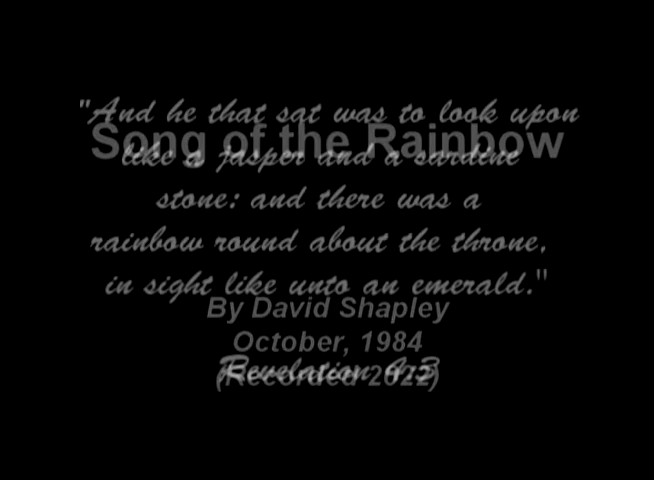 "And he that sat was to look upon
Song of the Rainbow
like a jasper and a sardine
stone: and there was a
rainbow round about the throne,
in sight like unto an emerald."
By David Shapley
October, 1984
Revelation 4:3
(Recorded 2022)